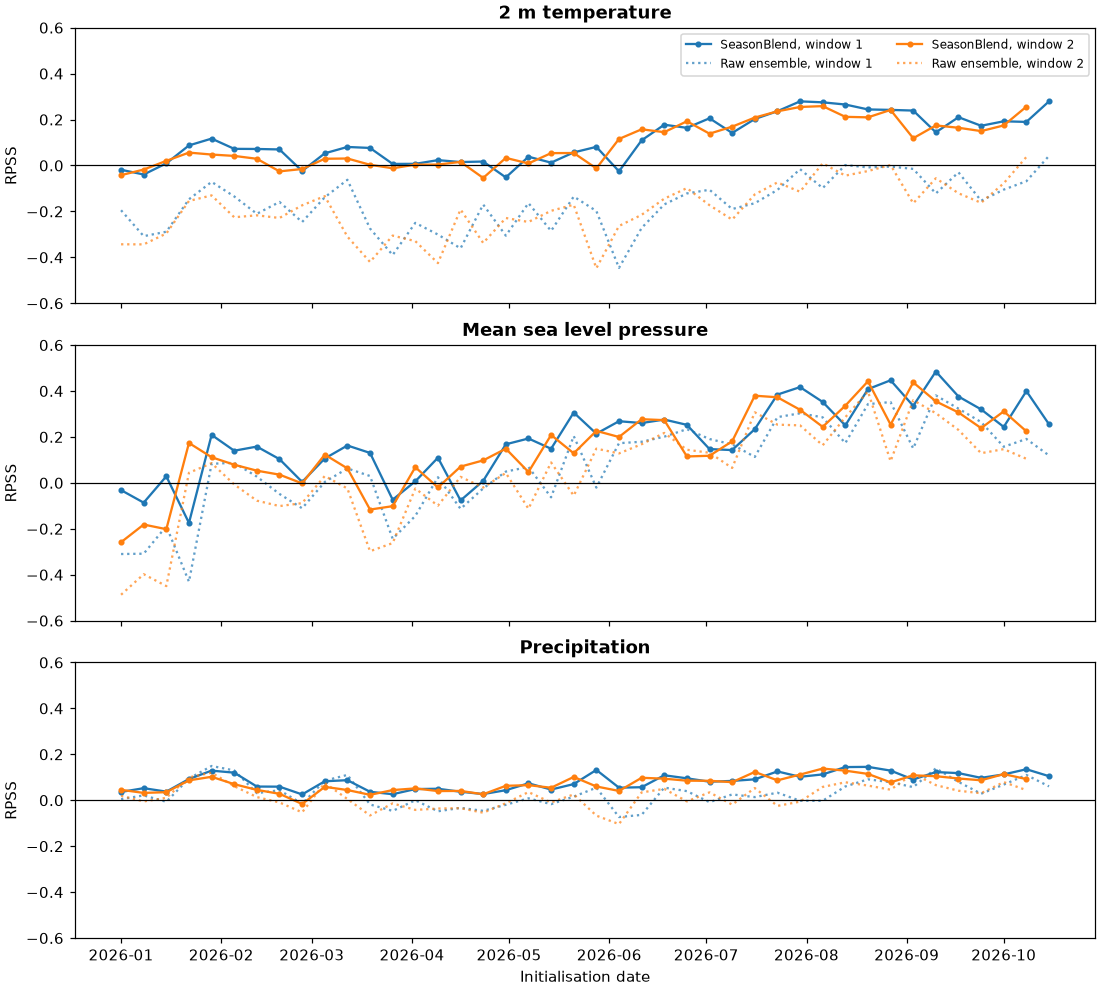 2 m temperature
SeasonBlend, window 1
Raw ensemble, window 1
SeasonBlend, window 2
Raw ensemble, window 2
RPSS
0.6
0.4
0.2
0.0
−0.2
−0.4
−0.6
Mean sea level pressure
RPSS
0.6
0.4
0.2
0.0
−0.2
−0.4
−0.6
Precipitation
RPSS
0.6
0.4
0.2
0.0
−0.2
−0.4
−0.6
2026-01 2026-02 2026-03 2026-04 2026-05 2026-06 2026-07 2026-08 2026-09 2026-10
Initialisation date